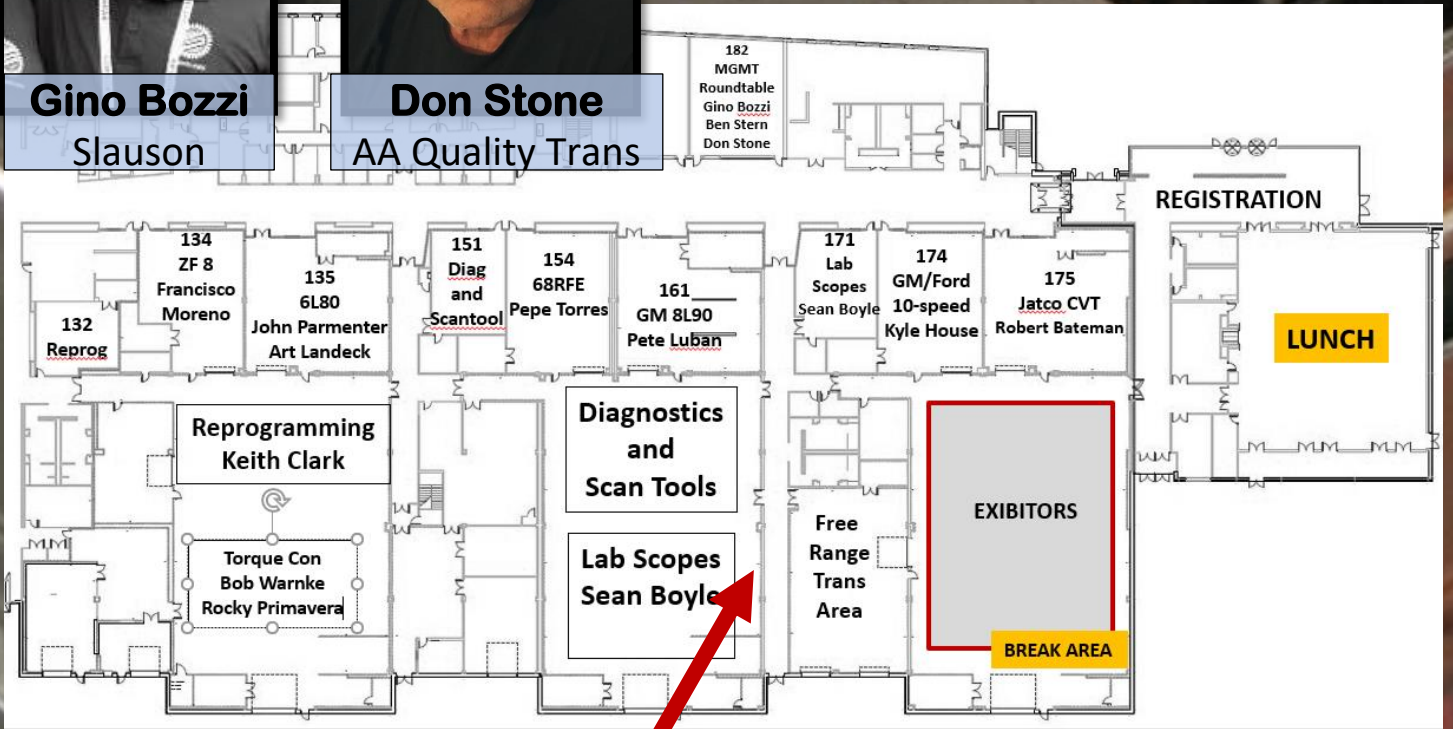 Gino Bozzi
Slauson
Don Stone
AA Quality Trans
182
MGMT
Roundtable
Gino Bozzi
Ben Stern
Don Stone
REGISTRATION
134
ZF 8
Francisco
Moreno
135
6L80
John Parmenter
Art Landeck
151
Diag
and
Scantool
154
68RFE
Pepe Torres
161
GM 8L90
Pete Luban
171
Lab
Scopes
Sean Boyle
174
GM/Ford
10-speed
Kyle House
175
Jatco CVT
Robert Bateman
132
Reprog
LUNCH
Reprogramming
Keith Clark
Diagnostics
and
Scan Tools
Torque Con
Bob Warnke
Rocky Primavera
Lab Scopes
Sean Boyle
Free
Range
Trans
Area
EXIBITORS
BREAK AREA